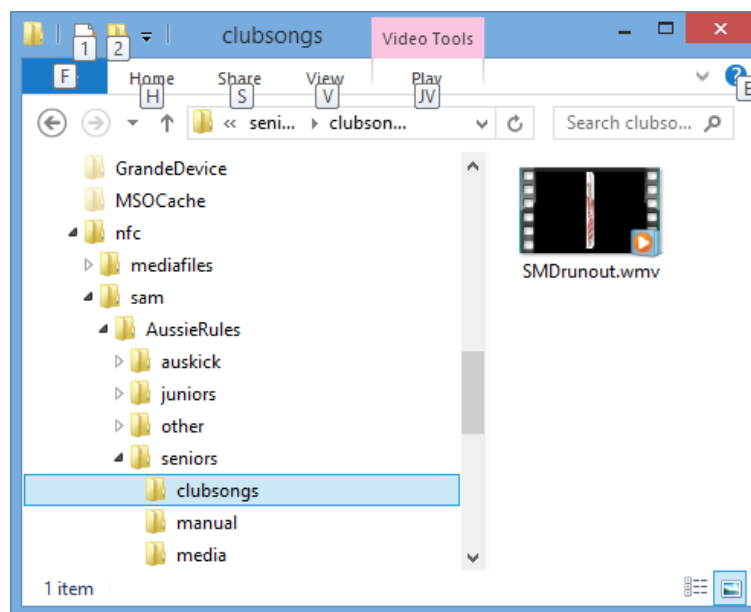 1 2 clubsongs Video Tools
F Home Share View Play
H S V JV E
« seni... clubson... Search clubso...
GrandeDevice
MSOCache
nfc
mediafiles
sam
AussieRules
auskick
juniors
other
seniors
clubsongs
manual
media
SMDrunout.wmv
1 item